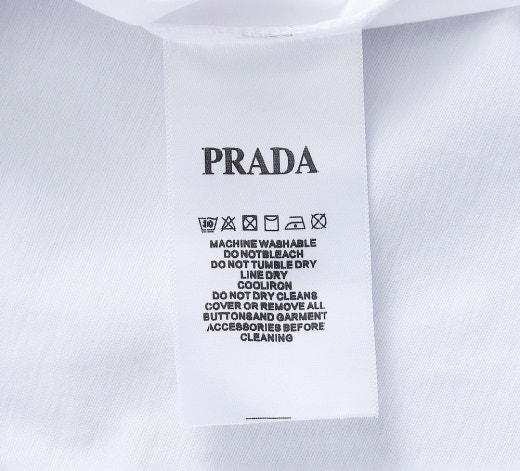 PRADA
30
MACHINE WASHABLE
DO NOTBLEACH
DO NOT TUMBLE DRY
LINE DRY
COOLIRON
DO NOT DRY CLEANS
COVER OR REMOVE ALL
BUTTONSAND GARMENT
ACCESSORIES BEFORE
CLEANING